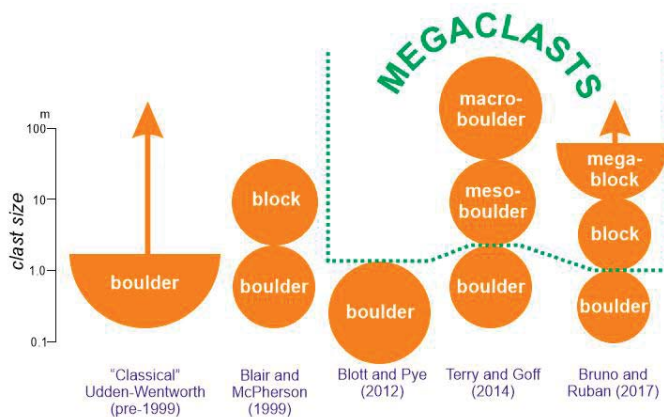 MEGACLASTS
m
100
10
1.0
0.1
clast size
boulder
block
boulder
boulder
macro-
boulder
meso-
boulder
boulder
mega-
block
block
boulder
"Classical"
Udden-Wentworth
(pre-1999)
Blair and
McPherson
(1999)
Blott and Pye
(2012)
Terry and Goff
(2014)
Bruno and
Ruban (2017)